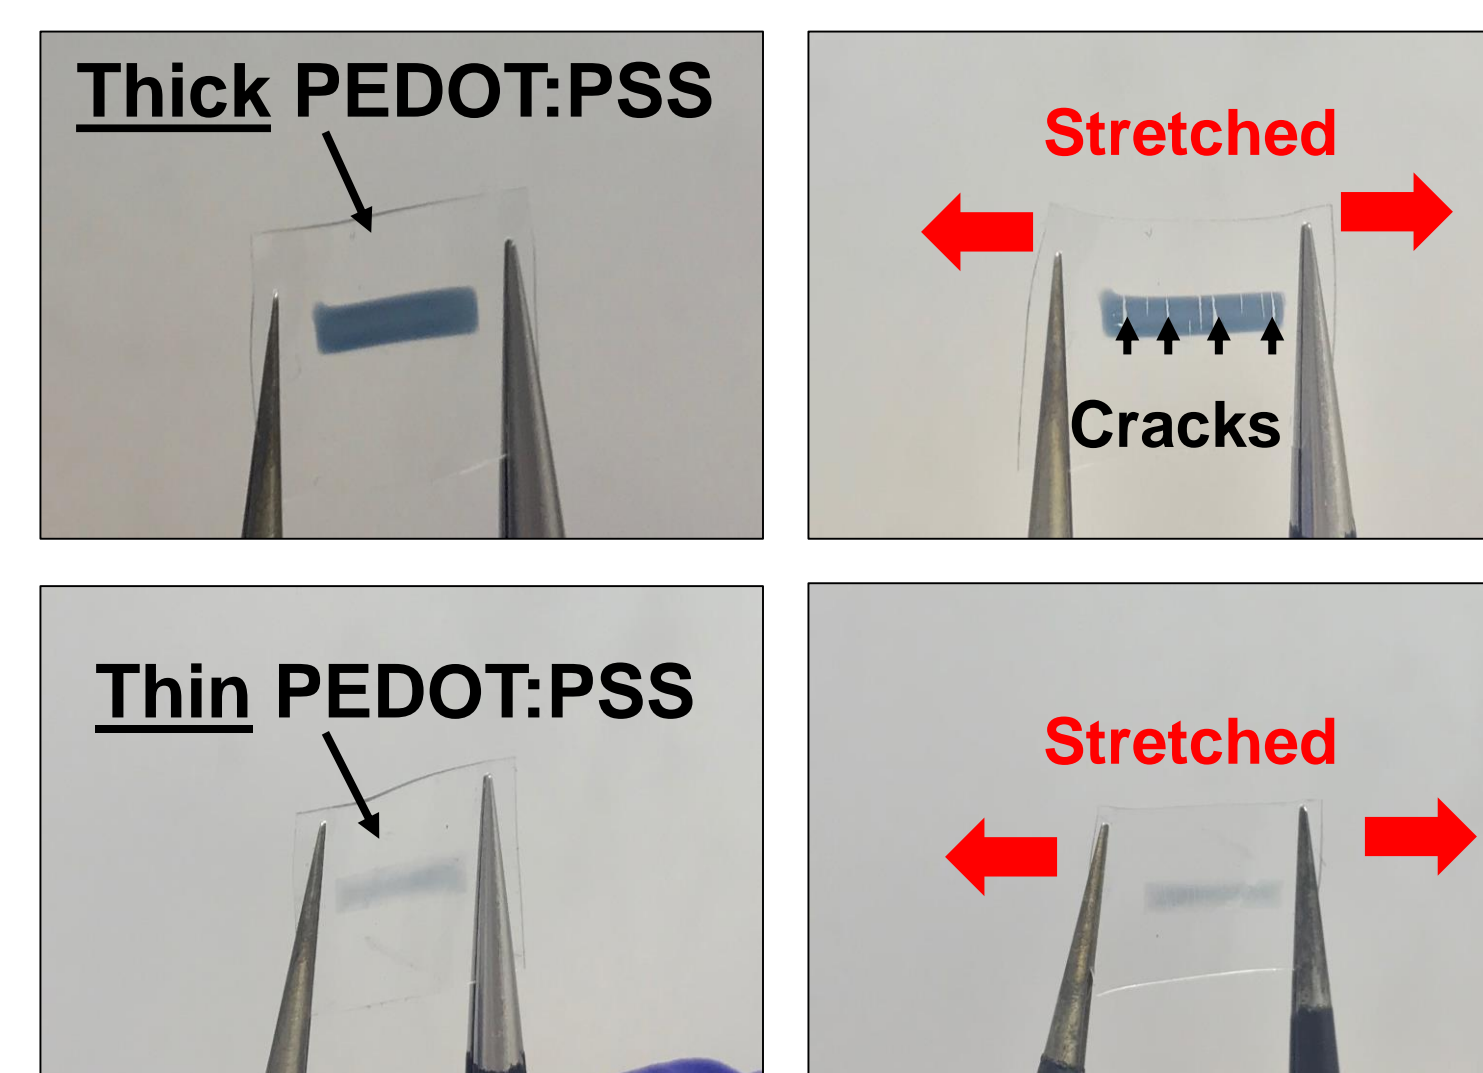 Thick PEDOT:PSS
Stretched
Cracks
Thin PEDOT:PSS
Stretched